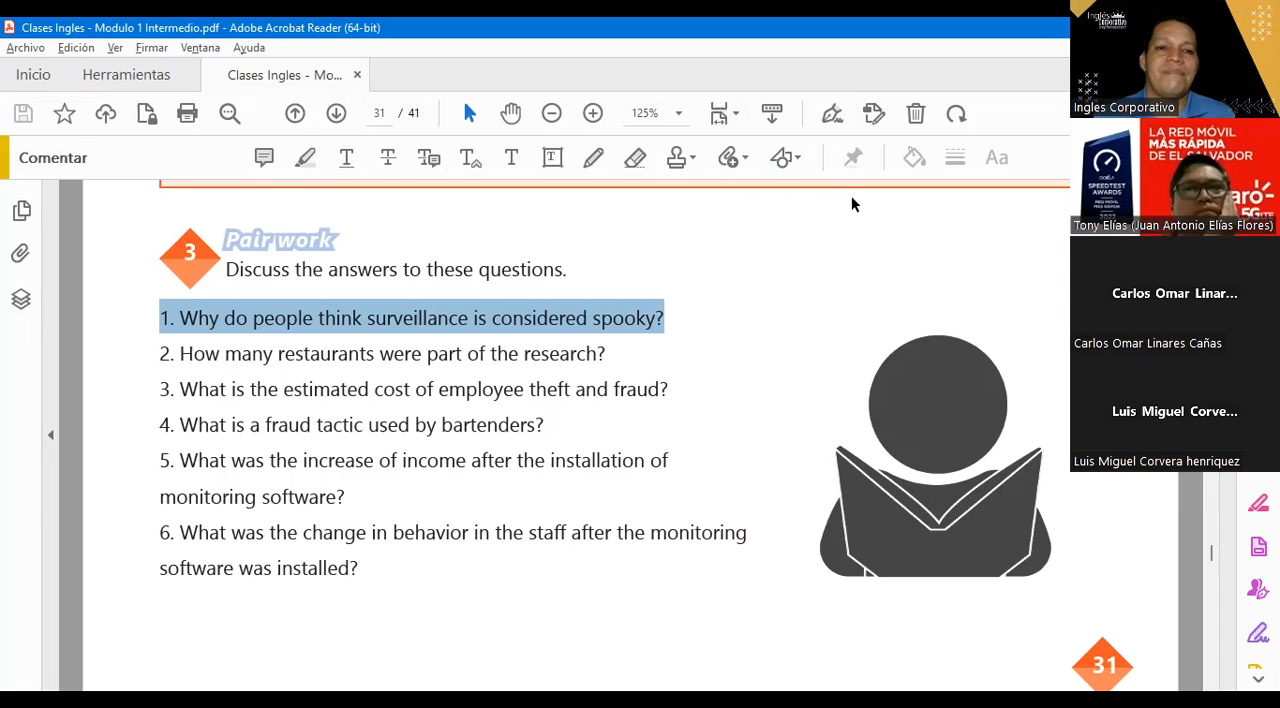 Clases Ingles - Modulo 1 Intermedio.pdf - Adobe Acrobat Reader (64-bit)
Archivo Edición Ver Firmar Ventana Ayuda
Inicio Herramientas Clases Ingles - Mo... ×
31 / 41 125%
Comentar
3
Pair work
Discuss the answers to these questions.
1. Why do people think surveillance is considered spooky?
2. How many restaurants were part of the research?
3. What is the estimated cost of employee theft and fraud?
4. What is a fraud tactic used by bartenders?
5. What was the increase of income after the installation of
monitoring software?
6. What was the change in behavior in the staff after the monitoring
software was installed?
31
Inglés
Corporativo
Ingles Corporativo
LA RED MÓVIL
MÁS RÁPIDA
DE EL SALVADOR
SPEEDTEST
AWARDS
Tony Elías (Juan Antonio Elías Flores)
Carlos Omar Linar...
Carlos Omar Linares Cañas
Luis Miguel Corve...
Luis Miguel Corvera henriquez